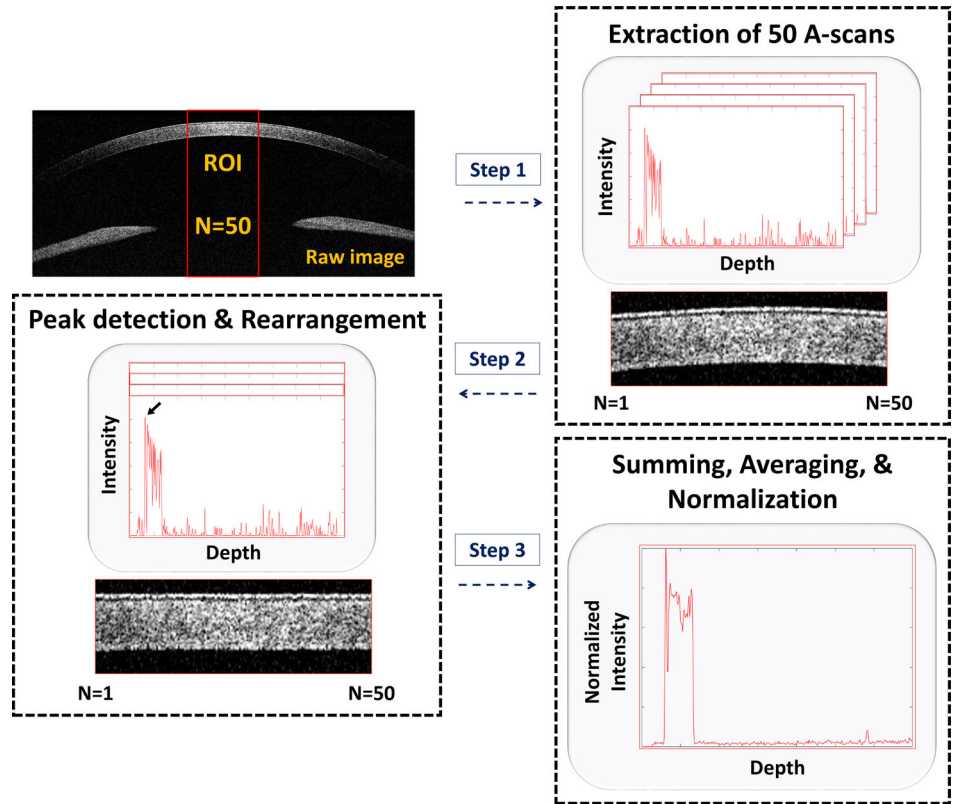 Extraction of 50 A-scans
ROI
N=50
Raw image
Step 1
Intensity
Depth
N=1
N=50
Step 2
Peak detection & Rearrangement
Intensity
Depth
N=1
N=50
Step 3
Summing, Averaging, &
Normalization
Normalized
Intensity
Depth